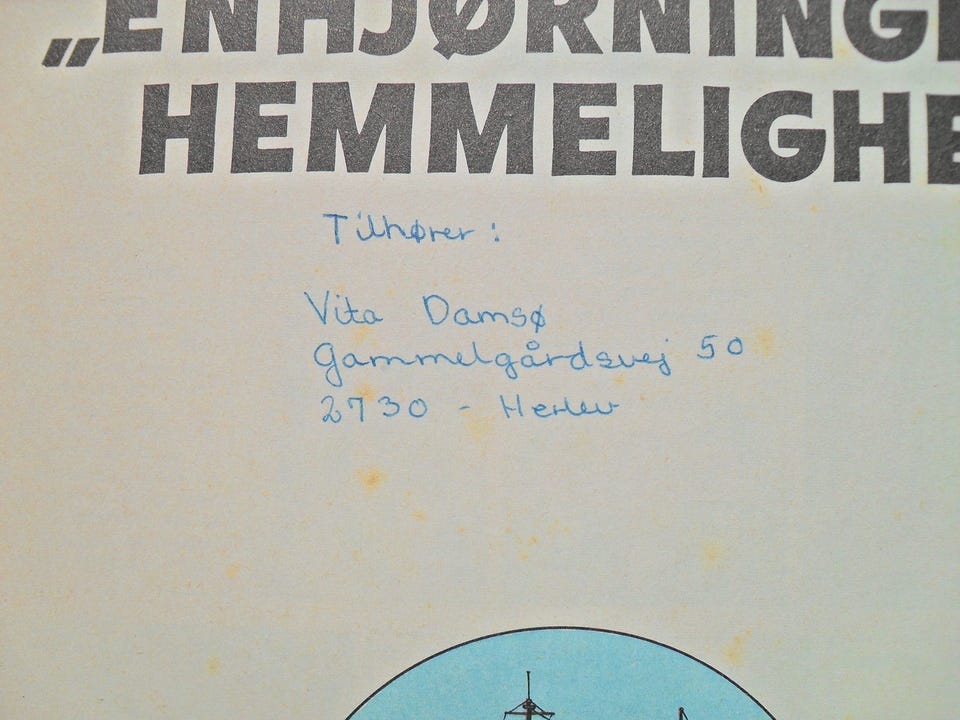 „ENHJØRNINGE
HEMMELIGHE
Tilhører :
Vita Damsø
Gammelgårdsvej 50
2730 - Herlev